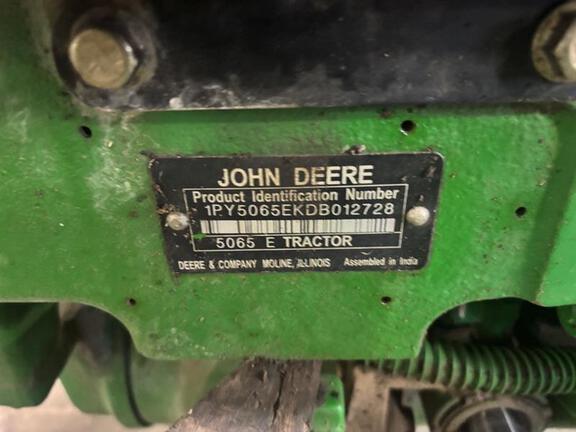 JOHN DEERE
Product Identification Number
1PY5065EKDB012728
5065 E TRACTOR
DEERE & COMPANY MOLINE, ILLINOIS Assembled in India